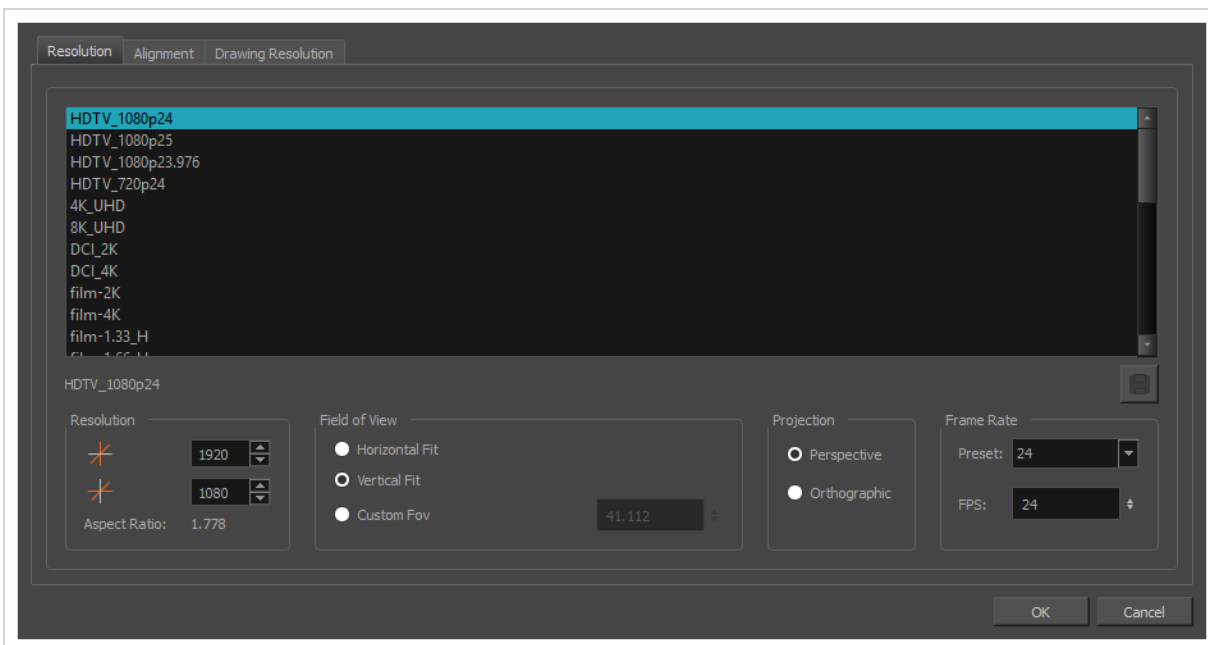 Resolution Alignment Drawing Resolution
HDTV_1080p24
HDTV_1080p25
HDTV_1080p23.976
HDTV_720p24
4K_UHD
8K_UHD
DCI_2K
DCI_4K
film-2K
film-4K
film-1.33_H
HDTV_1080p24
Resolution Field of View Projection Frame Rate
1920 Horizontal Fit Perspective Preset: 24
1080 Vertical Fit Orthographic
Aspect Ratio: 1.778 Custom Fov 41.112 FPS: 24
OK Cancel